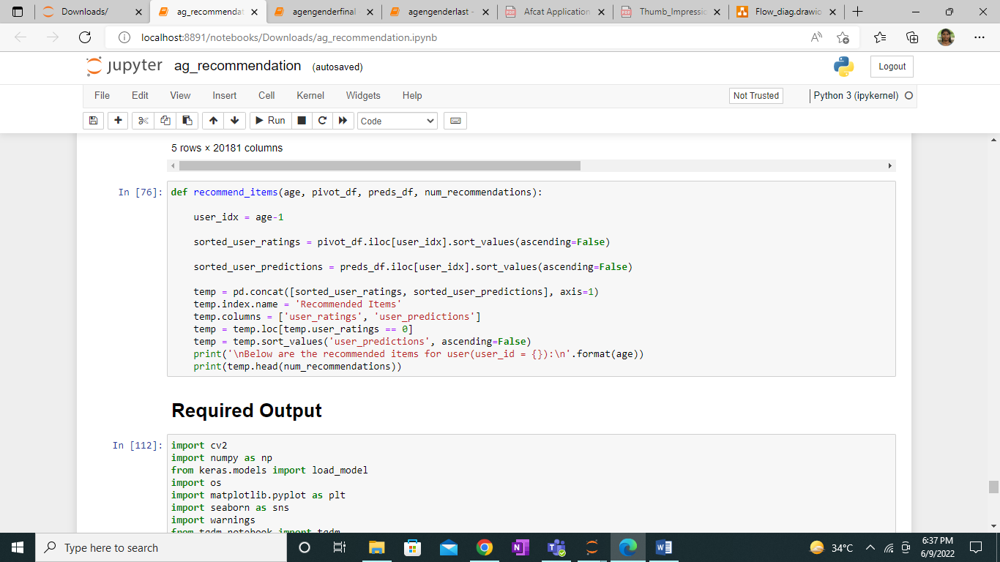 Downloads/
ag_recommendat
agengenderfinal
agengenderlast -
Afcat Application
Thumb_Impressic
Flow_diag.drawio
localhost:8891/notebooks/Downloads/ag_recommendation.ipynb
jupyter ag_recommendation (autosaved)
Logout
File Edit View Insert Cell Kernel Widgets Help
Not Trusted
Python 3 (ipykernel)
Run
Code
5 rows × 20181 columns
In [76]:
def recommend_items(age, pivot_df, preds_df, num_recommendations):
user_idx = age-1
sorted_user_ratings = pivot_df.iloc[user_idx].sort_values(ascending=False)
sorted_user_predictions = preds_df.iloc[user_idx].sort_values(ascending=False)
temp = pd.concat([sorted_user_ratings, sorted_user_predictions], axis=1)
temp.index.name = 'Recommended Items'
temp.columns = ['user_ratings', 'user_predictions']
temp = temp.loc[temp.user_ratings == 0]
temp = temp.sort_values('user_predictions', ascending=False)
print('\nBelow are the recommended items for user(user_id = {}):\n'.format(age))
print(temp.head(num_recommendations))
Required Output
In [112]:
import cv2
import numpy as np
from keras.models import load_model
import os
import matplotlib.pyplot as plt
import seaborn as sns
import warnings
from tqdm.notebook import tqdm
Type here to search
34°C
6:37 PM
6/9/2022